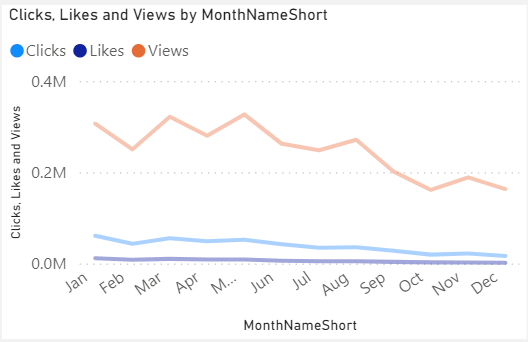 Clicks, Likes and Views by MonthNameShort
Clicks Likes Views
0.4M
0.2M
0.0M
Clicks, Likes and Views
Jan Feb Mar Apr M... Jun Jul Aug Sep Oct Nov Dec
MonthNameShort